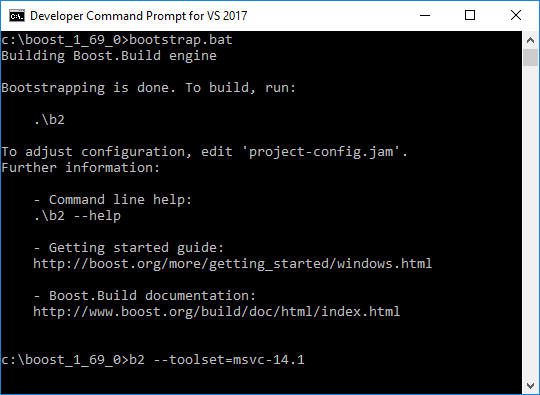 Developer Command Prompt for VS 2017
c:\boost_1_69_0>bootstrap.bat
Building Boost.Build engine
Bootstrapping is done. To build, run:
.\b2
To adjust configuration, edit 'project-config.jam'.
Further information:
- Command line help:
.\b2 --help
- Getting started guide:
http://boost.org/more/getting_started/windows.html
- Boost.Build documentation:
http://www.boost.org/build/doc/html/index.html
c:\boost_1_69_0>b2 --toolset=msvc-14.1